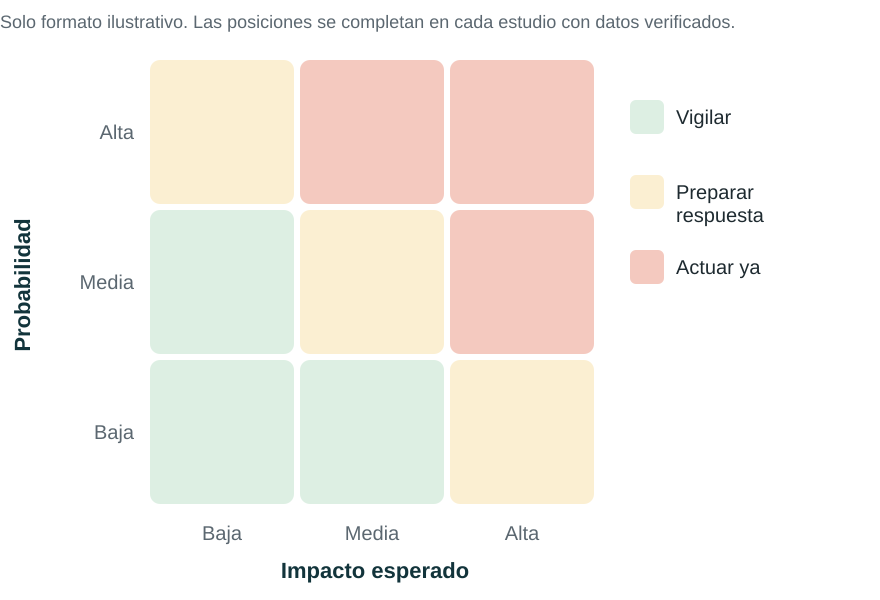 Solo formato ilustrativo. Las posiciones se completan en cada estudio con datos verificados.
Alta
Vigilar
Preparar
respuesta
Probabilidad
Media
Actuar ya
Baja
Baja
Media
Alta
Impacto esperado